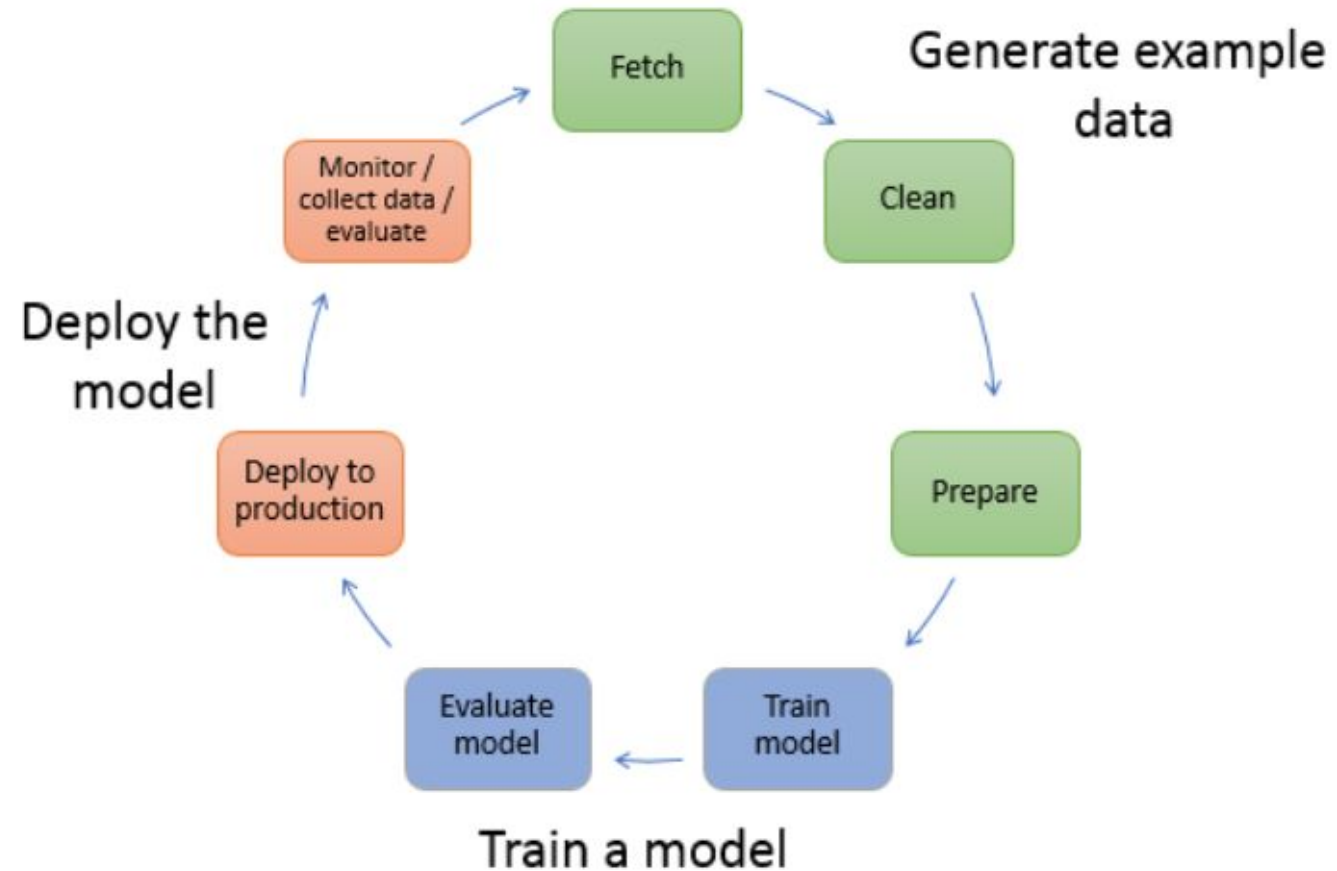 Fetch
Generate example
data
Clean
Prepare
Train
model
Evaluate
model
Train a model
Deploy to
production
Deploy the
model
Monitor /
collect data /
evaluate